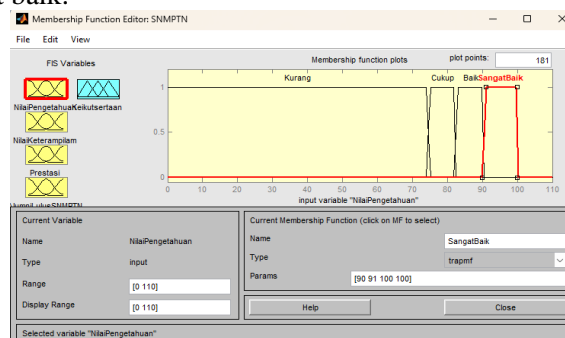 baik.
Membership Function Editor: SNMPTN
File Edit View
FIS Variables
Membership function plots
plot points:
181
NilaiPengetahuaKeikutsertaan
NilaiKeterampilam
Prestasi
Kurang
Cukup
Baik
SangatBaik
1
0.5
0
0 10 20 30 40 50 60 70 80 90 100 110
input variable "NilaiPengetahuan"
Current Variable
Name NilaiPengetahuan
Type input
Range [0 110]
Display Range [0 110]
Current Membership Function (click on MF to select)
Name SangatBaik
Type trapmf
Params [90 91 100 100]
Help
Close
Selected variable "NilaiPengetahuan"